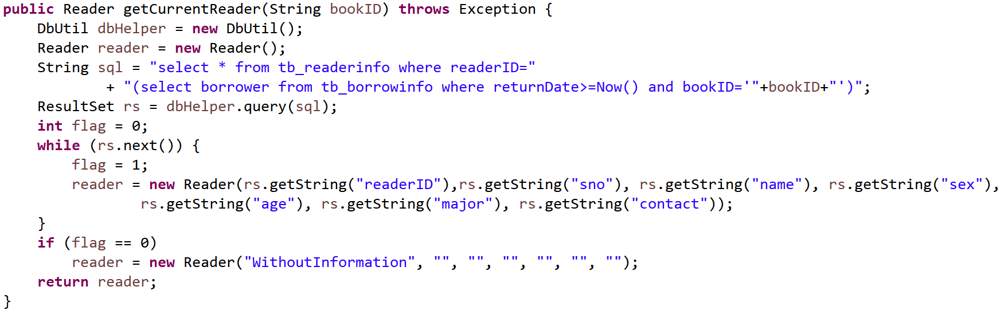 public Reader getCurrentReader(String bookID) throws Exception {
    DbUtil dbHelper = new DbUtil();
    Reader reader = new Reader();
    String sql = "select * from tb_readerinfo where readerID="
            + "(select borrower from tb_borrowinfo where returnDate>=Now() and bookID='"+bookID+"')";
    ResultSet rs = dbHelper.query(sql);
    int flag = 0;
    while (rs.next()) {
        flag = 1;
        reader = new Reader(rs.getString("readerID"),rs.getString("sno"), rs.getString("name"), rs.getString("sex"),
                rs.getString("age"), rs.getString("major"), rs.getString("contact"));
    }
    if (flag == 0)
        reader = new Reader("WithoutInformation", "", "", "", "", "", "");
    return reader;
}